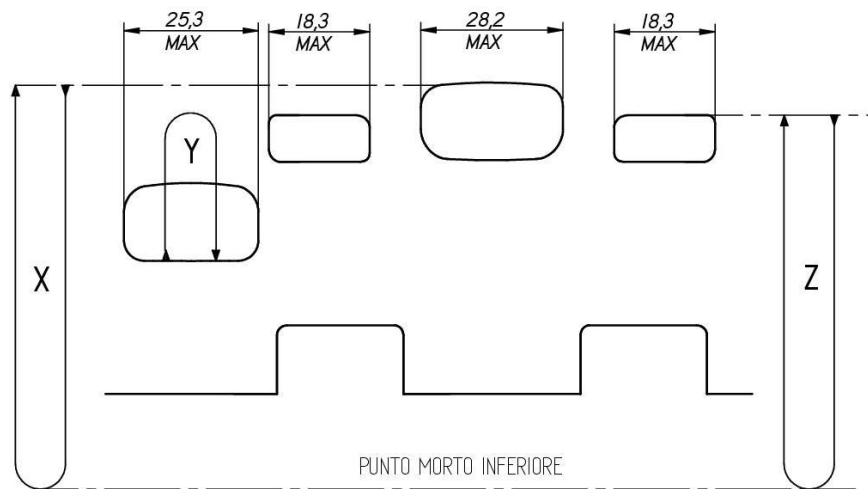 25,3
MAX
18,3
MAX
28,2
MAX
18,3
MAX
Y
X
Z
PUNTO MORTO INFERIORE